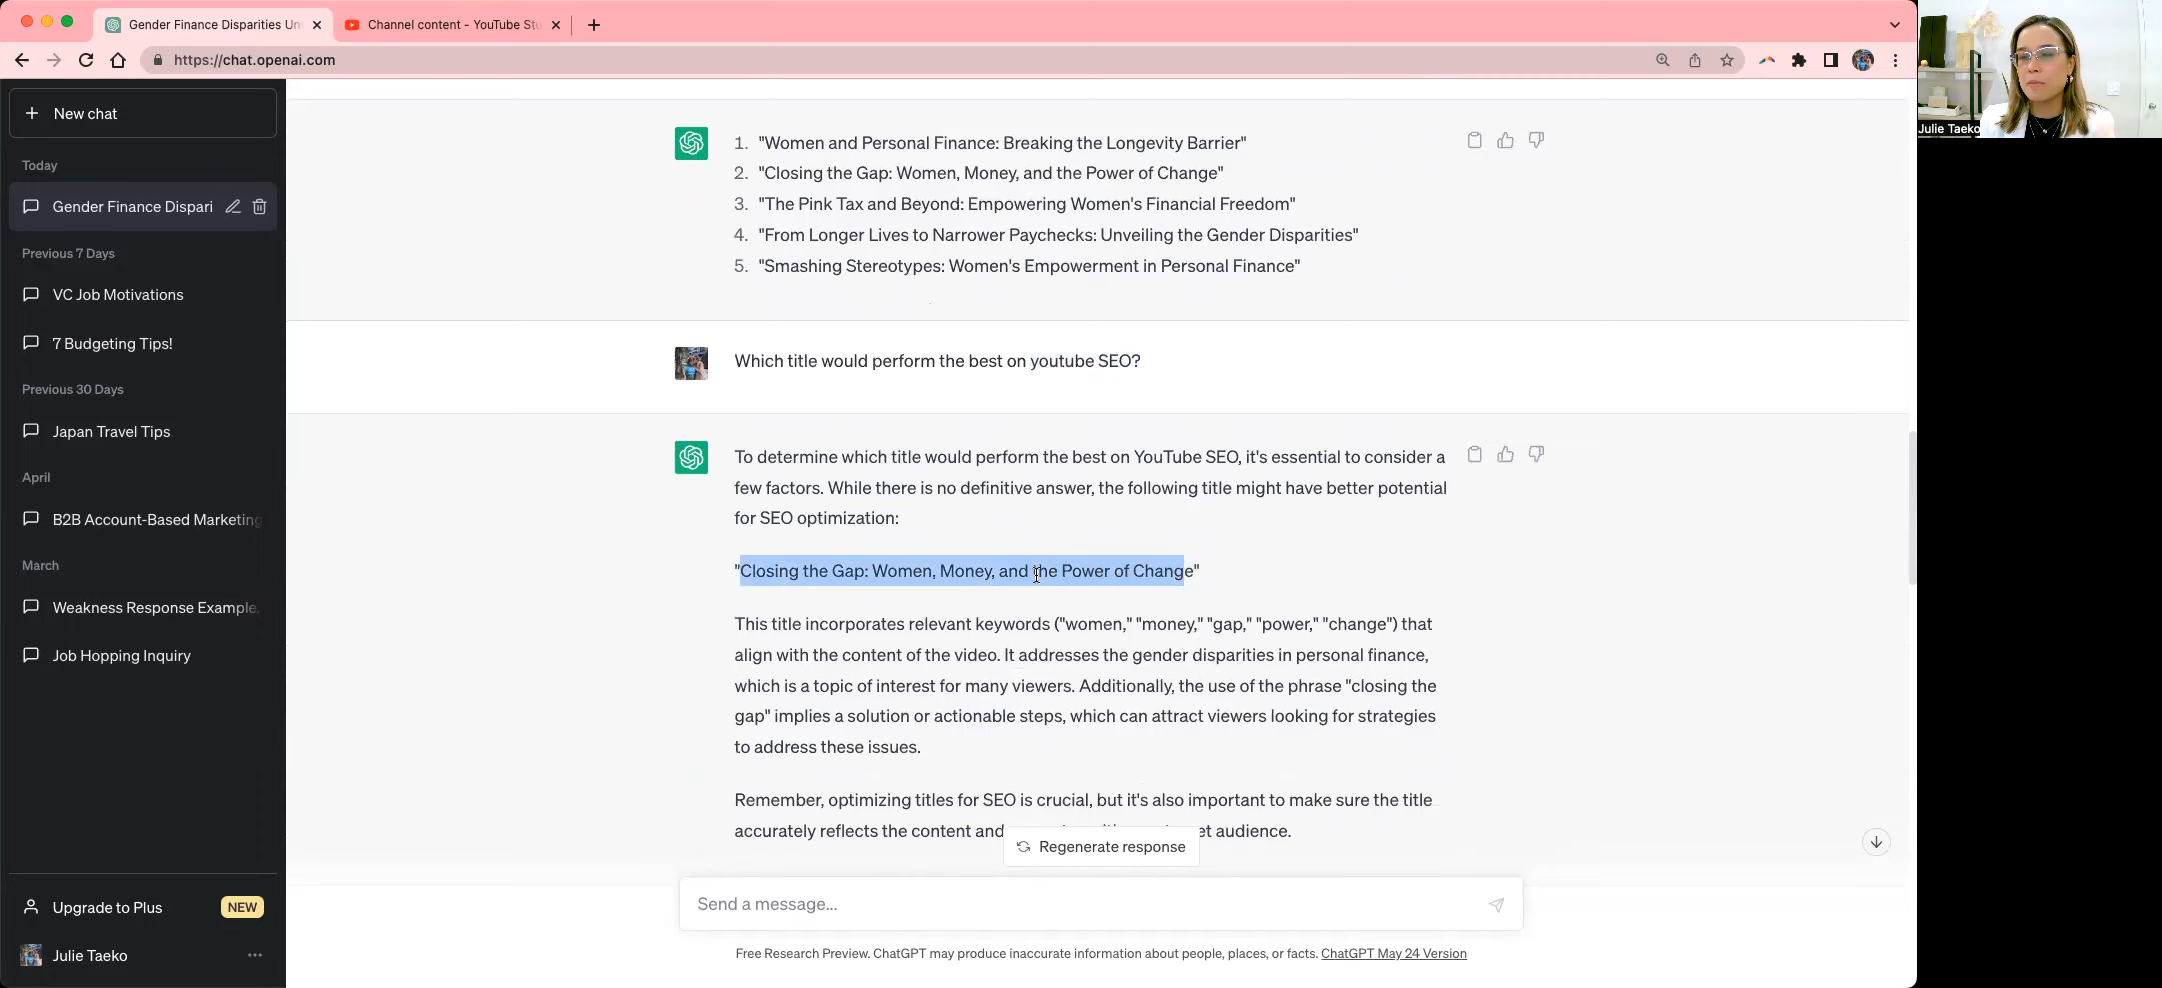 Gender Finance Disparities Un
Channel content - YouTube Stu
https://chat.openai.com
Julie Taeko
New chat
Today
Gender Finance Dispari
Previous 7 Days
VC Job Motivations
7 Budgeting Tips!
Previous 30 Days
Japan Travel Tips
April
B2B Account-Based Marketing
March
Weakness Response Example.
Job Hopping Inquiry
Upgrade to Plus NEW
Julie Taeko
1. "Women and Personal Finance: Breaking the Longevity Barrier"
2. "Closing the Gap: Women, Money, and the Power of Change"
3. "The Pink Tax and Beyond: Empowering Women's Financial Freedom"
4. "From Longer Lives to Narrower Paychecks: Unveiling the Gender Disparities"
5. "Smashing Stereotypes: Women's Empowerment in Personal Finance"
Which title would perform the best on youtube SEO?
To determine which title would perform the best on YouTube SEO, it's essential to consider a
few factors. While there is no definitive answer, the following title might have better potential
for SEO optimization:
"Closing the Gap: Women, Money, and the Power of Change"
This title incorporates relevant keywords ("women," "money," "gap," "power," "change") that
align with the content of the video. It addresses the gender disparities in personal finance,
which is a topic of interest for many viewers. Additionally, the use of the phrase "closing the
gap" implies a solution or actionable steps, which can attract viewers looking for strategies
to address these issues.
Remember, optimizing titles for SEO is crucial, but it's also important to make sure the title
accurately reflects the content and et audience.
Regenerate response
Send a message...
Free Research Preview. ChatGPT may produce inaccurate information about people, places, or facts. ChatGPT May 24 Version